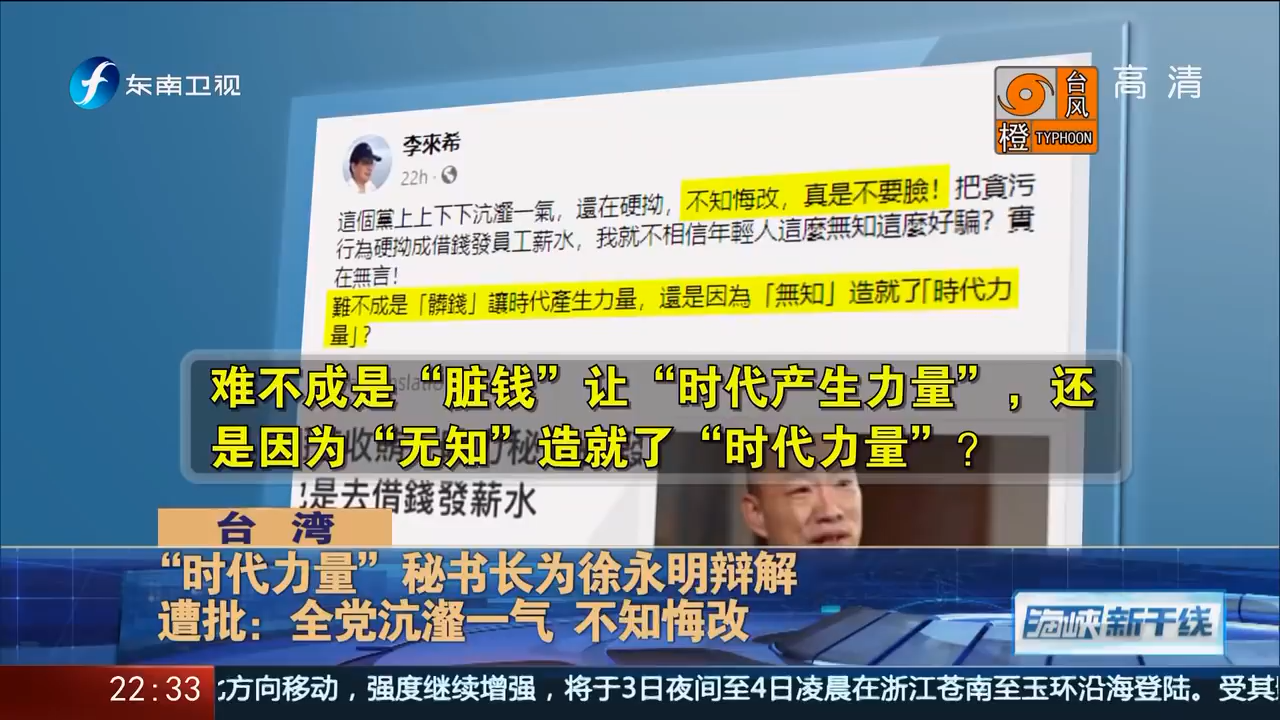 东南卫视
台风
橙
TYPHOON
高清
李來希
22h
這個黨上上下下沆瀣一氣，還在硬拗，不知悔改，真是不要臉！把貪污
行為硬拗成借錢發員工薪水，我就不相信年輕人這麼無知這麼好騙？實
在無言！
難不成是「髒錢」讓時代產生力量，還是因為「無知」造就了「時代力
量」？
难不成是“脏钱”让“时代产生力量”，还
是因为“无知”造就了“时代力量”？
是去借錢發薪水
台湾
“时代力量”秘书长为徐永明辩解
遭批：全党沆瀣一气 不知悔改
海峡新干线
22:33
方向移动，强度继续增强，将于3日夜间至4日凌晨在浙江苍南至玉环沿海登陆。受其